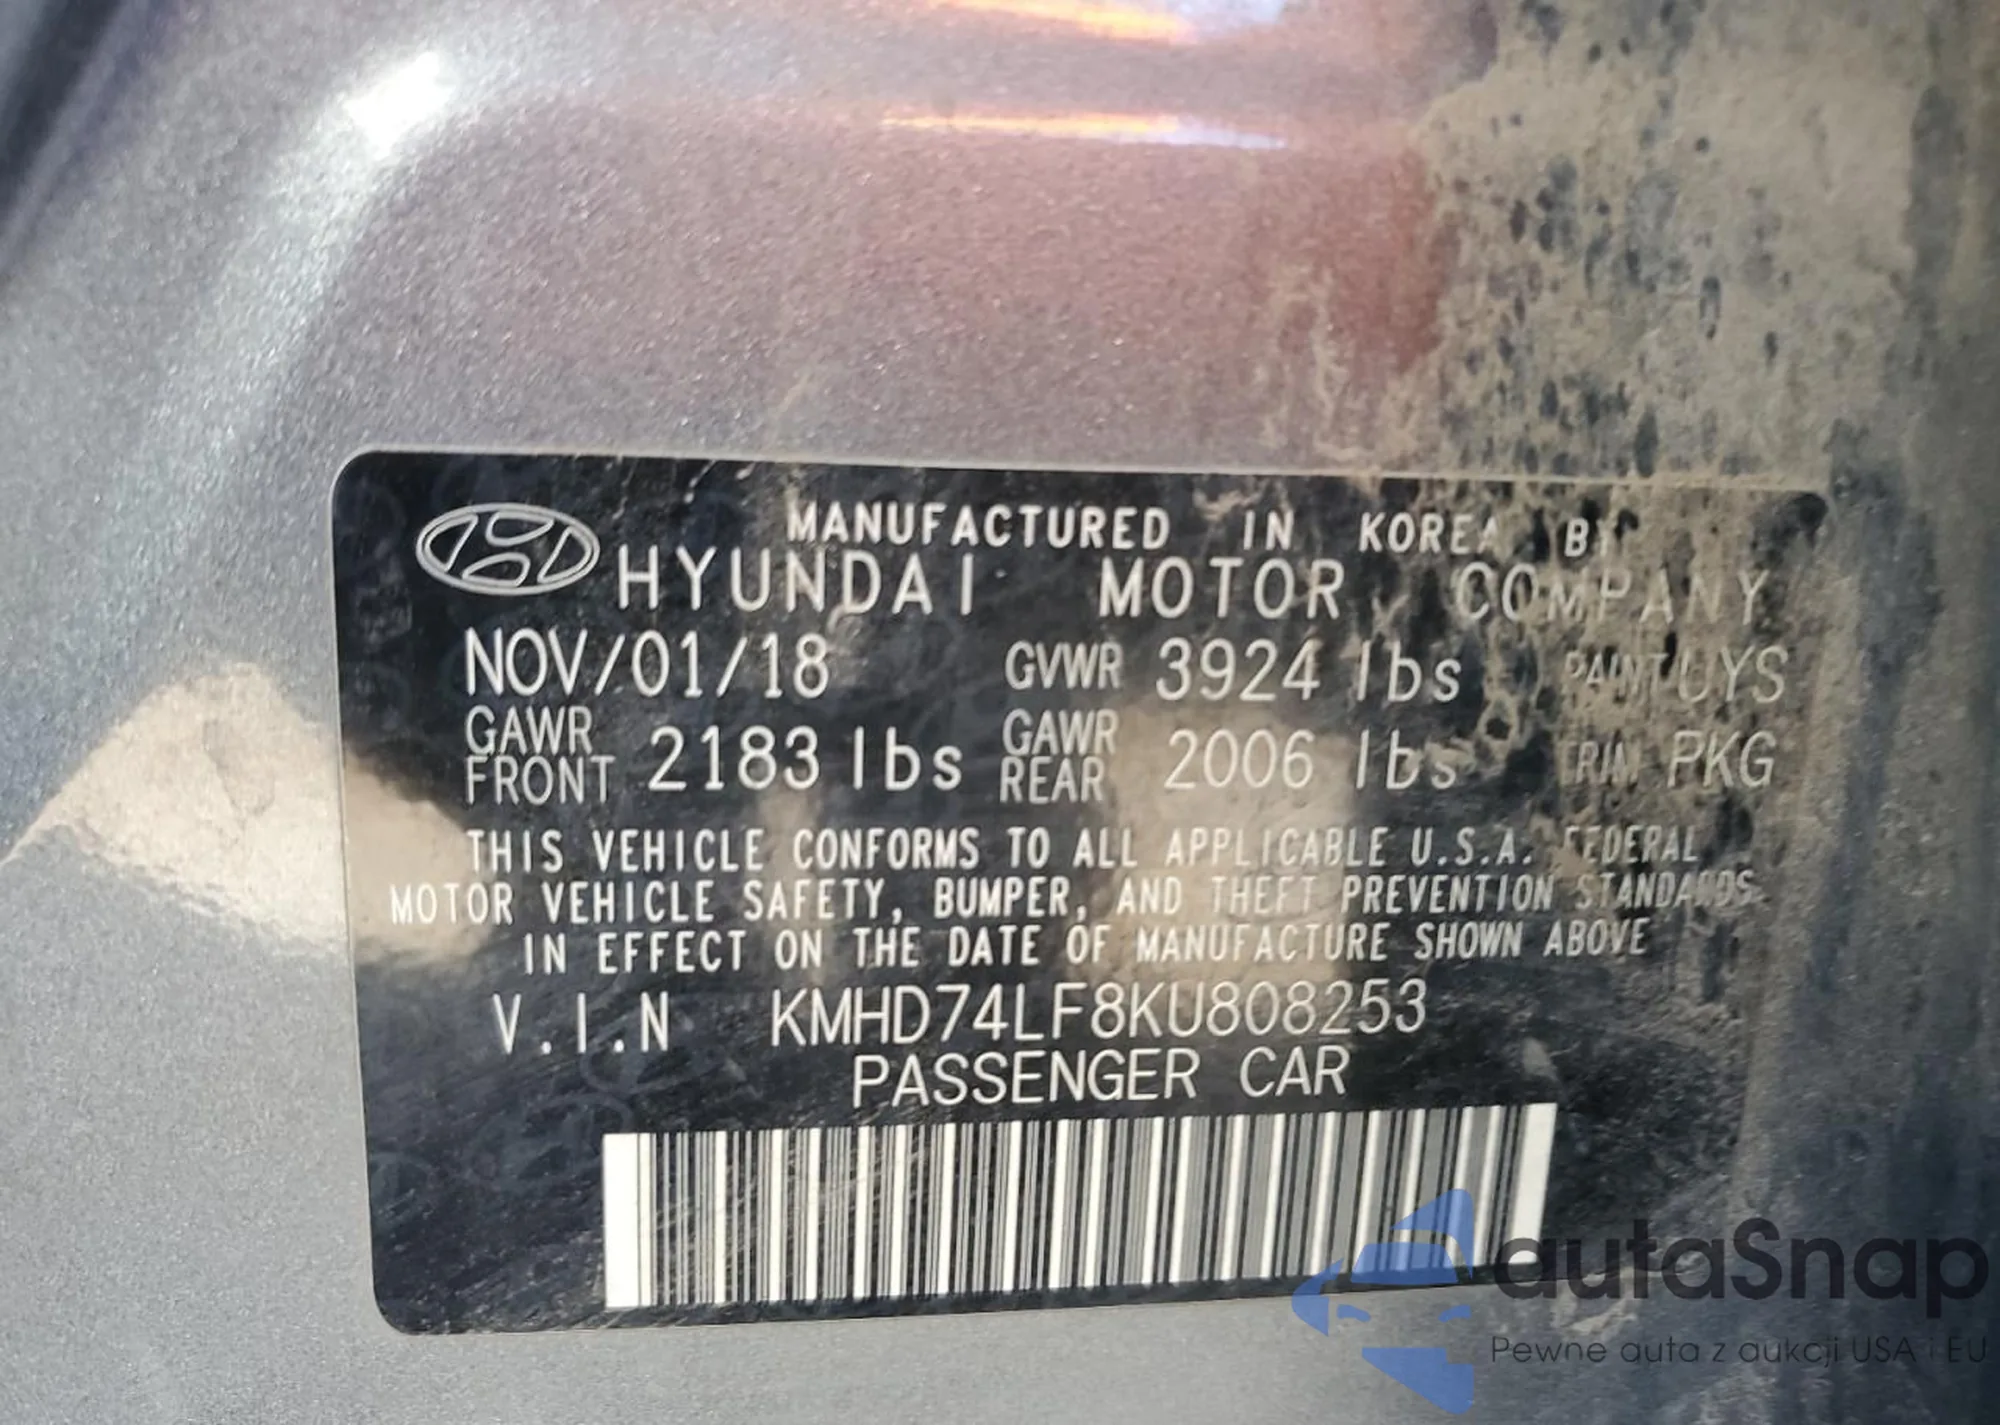 MANUFACTURED IN KOREA BY
HYUNDAI MOTOR COMPANY
NOV/01/18 GVWR 3924 lbs PAINT UYS
GAWR FRONT 2183 lbs GAWR REAR 2006 lbs TRIM PKG
THIS VEHICLE CONFORMS TO ALL APPLICABLE U.S.A. FEDERAL
MOTOR VEHICLE SAFETY, BUMPER, AND THEFT PREVENTION STANDARDS
IN EFFECT ON THE DATE OF MANUFACTURE SHOWN ABOVE
V.I.N KMHD74LF8KU808253
PASSENGER CAR
autaSnap
Pewne auta z aukcji USA i EU